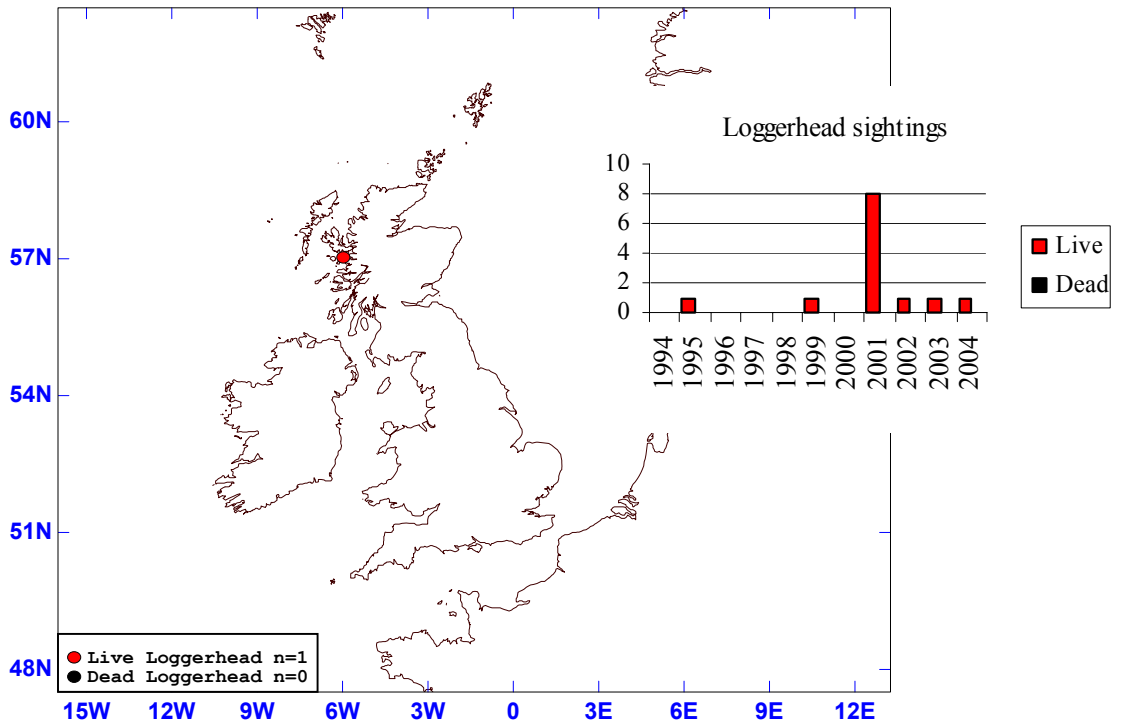 60N
57N
54N
51N
48N
15W 12W 9W 6W 3W 0 3E 6E 9E 12E
Live Loggerhead n=1
Dead Loggerhead n=0
Loggerhead sightings
10
8
6
4
2
0
1994 1995 1996 1997 1998 1999 2000 2001 2002 2003 2004
Live
Dead